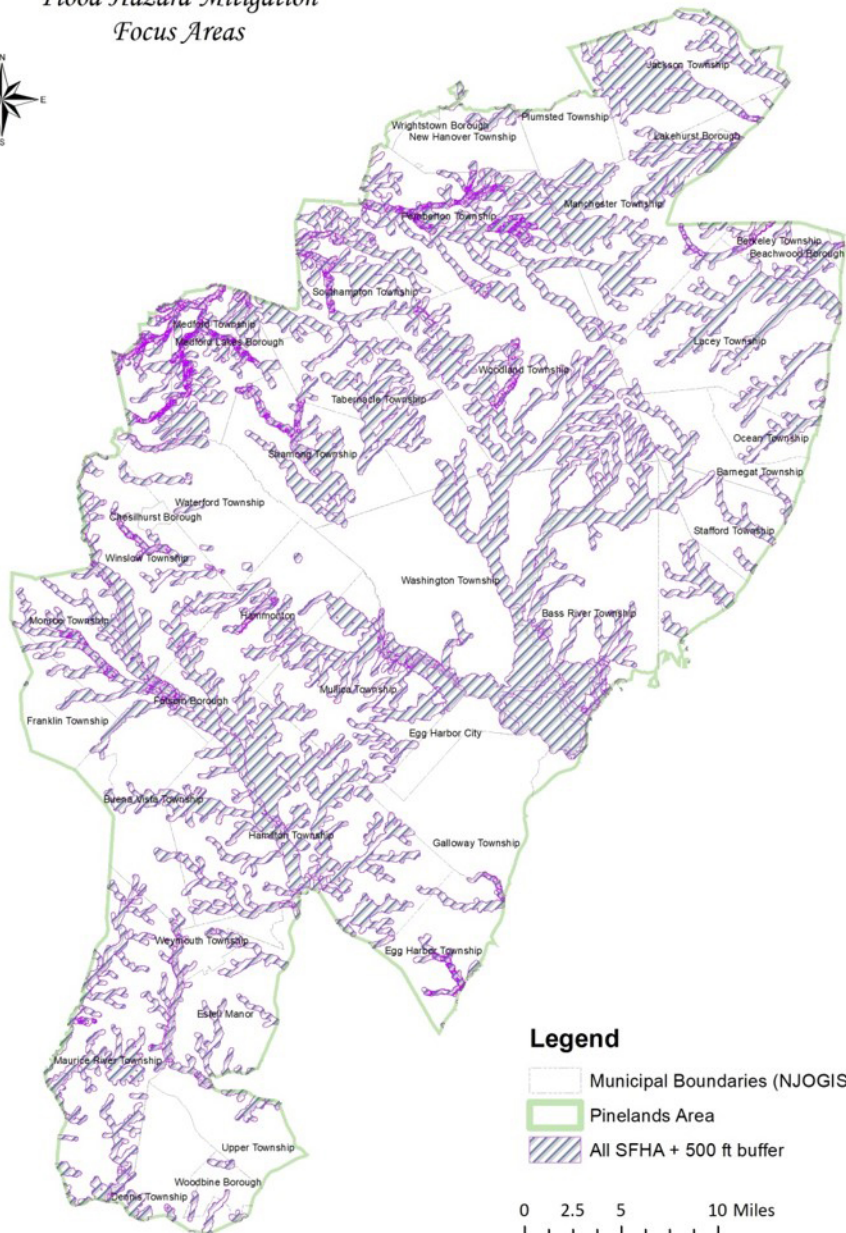 Flood Hazard Mitigation
Focus Areas
N
E
S
Jackson Township
Plumsted Township
Wrightstown Borough
New Hanover Township
Lakehurst Borough
Manchester Township
Pemberton Township
Berkeley Township
Beachwood Borough
Southampton Township
Medford Township
Medford Lakes Borough
Lacey Township
Woodland Township
Tabernacle Township
Ocean Township
Shamong Township
Barnegat Township
Waterford Township
Chesilhurst Borough
Stafford Township
Winslow Township
Washington Township
Bass River Township
Hammonton
Monroe Township
Mullica Township
Folsom Borough
Franklin Township
Egg Harbor City
Buena Vista Township
Hamilton Township
Galloway Township
Weymouth Township
Egg Harbor Township
Estell Manor
Maurice River Township
Upper Township
Woodbine Borough
Dennis Township
Legend
Municipal Boundaries (NJOGIS
Pinelands Area
All SFHA + 500 ft buffer
0 2.5 5 10 Miles